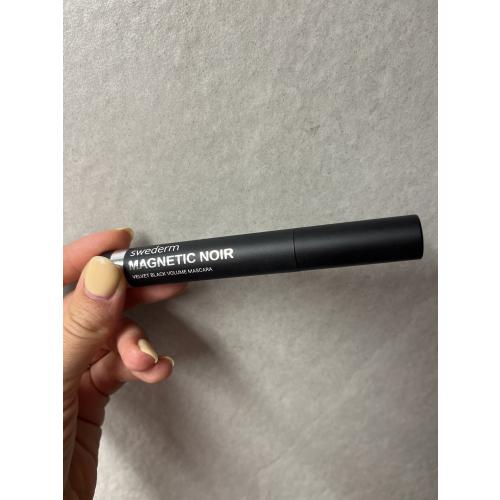 swederm
MAGNETIC NOIR
VELVET BLACK VOLUME MASCARA